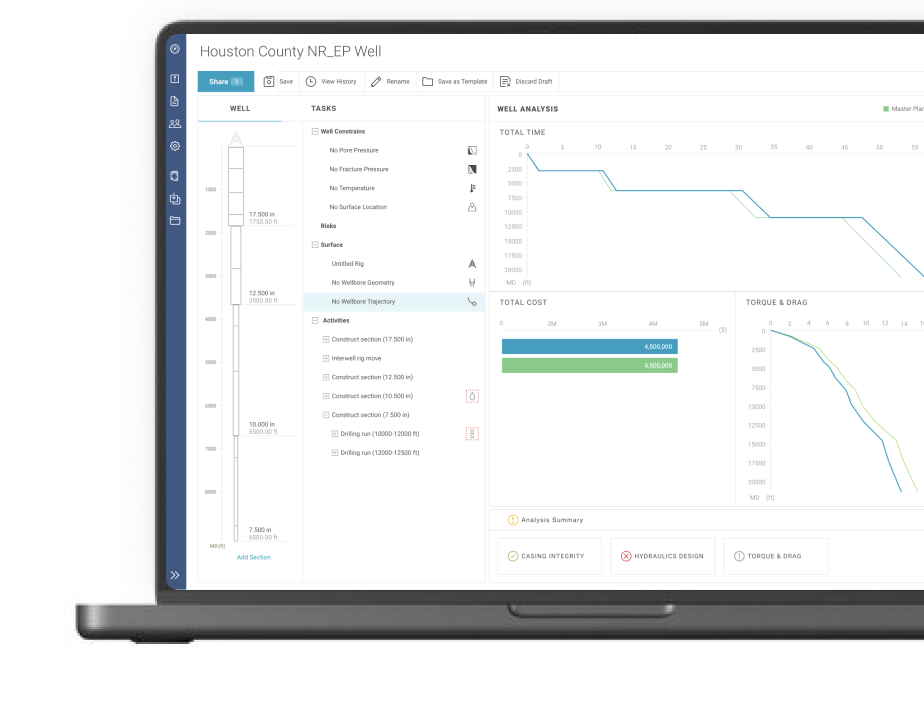 Houston County NR_EP Well
Share 1
Save
View History
Rename
Save as Template
Discard Draft
WELL
1000
2000
3000
4000
5000
6000
7000
8000
MD (ft)
17.500 in
1750.00 ft
12.500 in
3500.00 ft
10.000 in
6500.00 ft
7.500 in
6500.00 ft
Add Section
TASKS
Well Constrains
No Pore Pressure
No Fracture Pressure
No Temperature
No Surface Location
Risks
Surface
Untitled Rig
No Wellbore Geometry
No Wellbore Trajectory
Activities
Construct section (17.500 in)
Interwell rig move
Construct section (12.500 in)
Construct section (10.500 in)
Construct section (7.500 in)
Drilling run (10000-12000 ft)
Drilling run (12000-12500 ft)
WELL ANALYSIS
Master Plan
TOTAL TIME
0 5 10 15 20 25 30 35 40 45 50 55
0
2500
5000
7500
10000
12500
15000
17500
20000
MD (ft)
TOTAL COST
0 2M 3M 4M 5M
($)
4,500,000
4,500,000
TORQUE & DRAG
0 2 4 6 8 10 12 14
0
2500
5000
7500
10000
12500
15000
17500
20000
MD (ft)
Analysis Summary
CASING INTEGRITY
HYDRAULICS DESIGN
TORQUE & DRAG